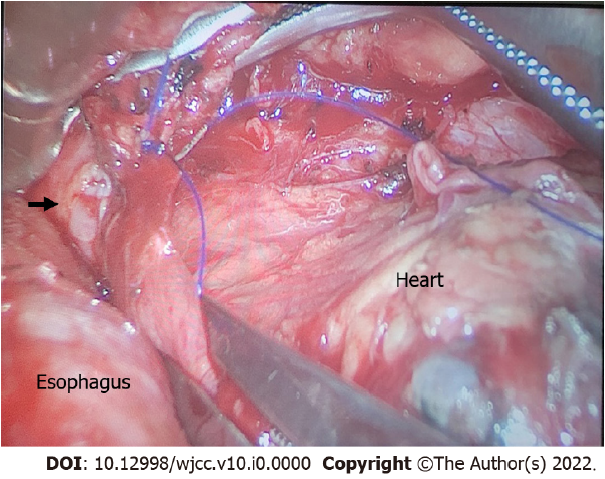 Heart
Esophagus
DOI: 10.12998/wjcc.v10.i0.0000 Copyright ©The Author(s) 2022.